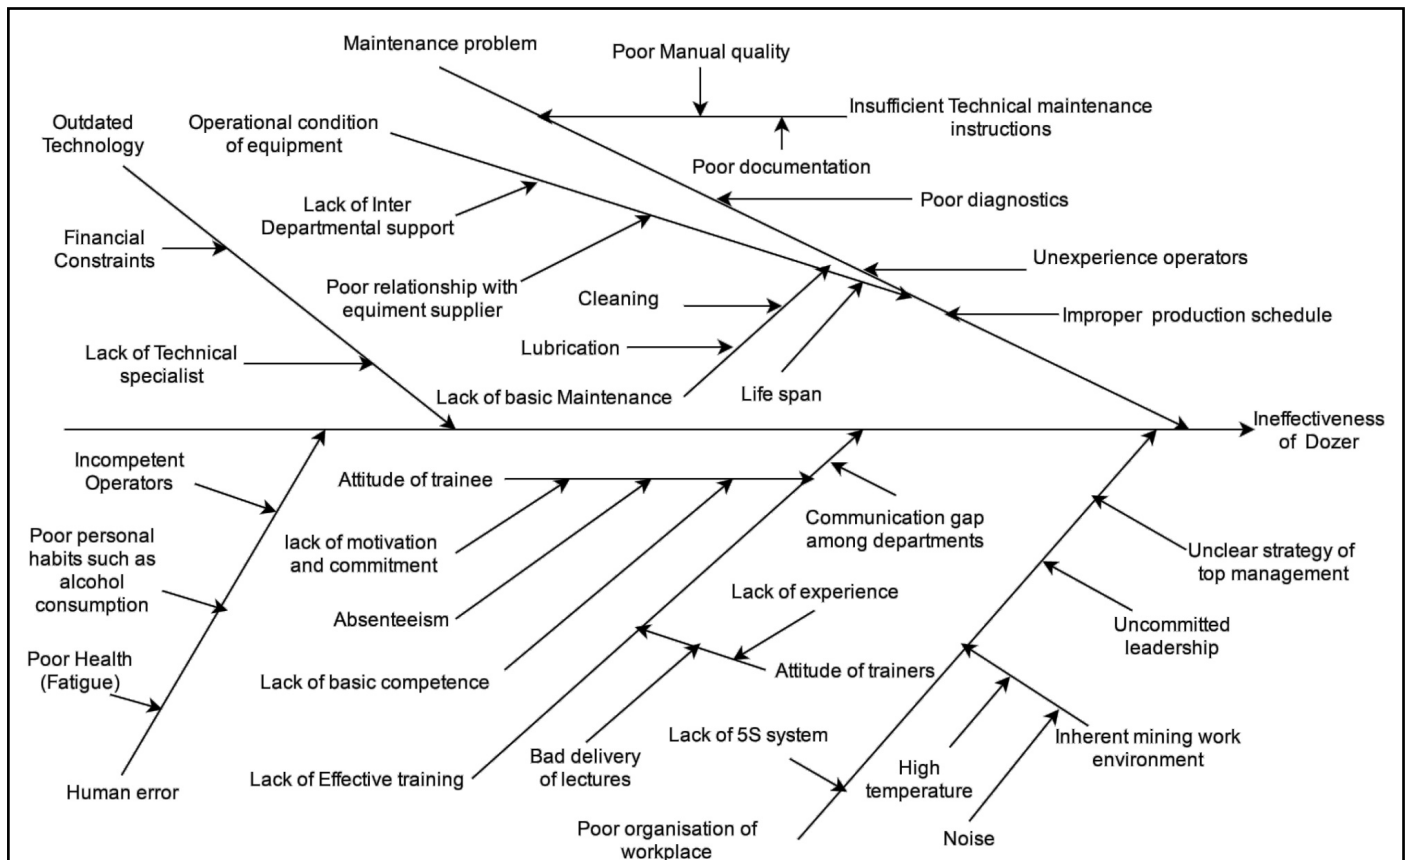 Maintenance problem
Poor Manual quality
Insufficient Technical maintenance
instructions
Outdated
Technology
Operational condition
of equipment
Poor documentation
Poor diagnostics
Lack of Inter
Departmental support
Financial
Constraints
Unexperience operators
Poor relationship with
equiment supplier
Cleaning
Improper production schedule
Lubrication
Lack of Technical
specialist
Lack of basic Maintenance
Life span
Ineffectiveness
of Dozer
Incompetent
Operators
Attitude of trainee
Communication gap
among departments
Poor personal
habits such as
alcohol
consumption
lack of motivation
and commitment
Unclear strategy of
top management
Absenteeism
Lack of experience
Uncommitted
leadership
Poor Health
(Fatigue)
Lack of basic competence
Attitude of trainers
Lack of 5S system
Inherent mining work
environment
Bad delivery
of lectures
High
temperature
Lack of Effective training
Human error
Poor organisation of
workplace
Noise